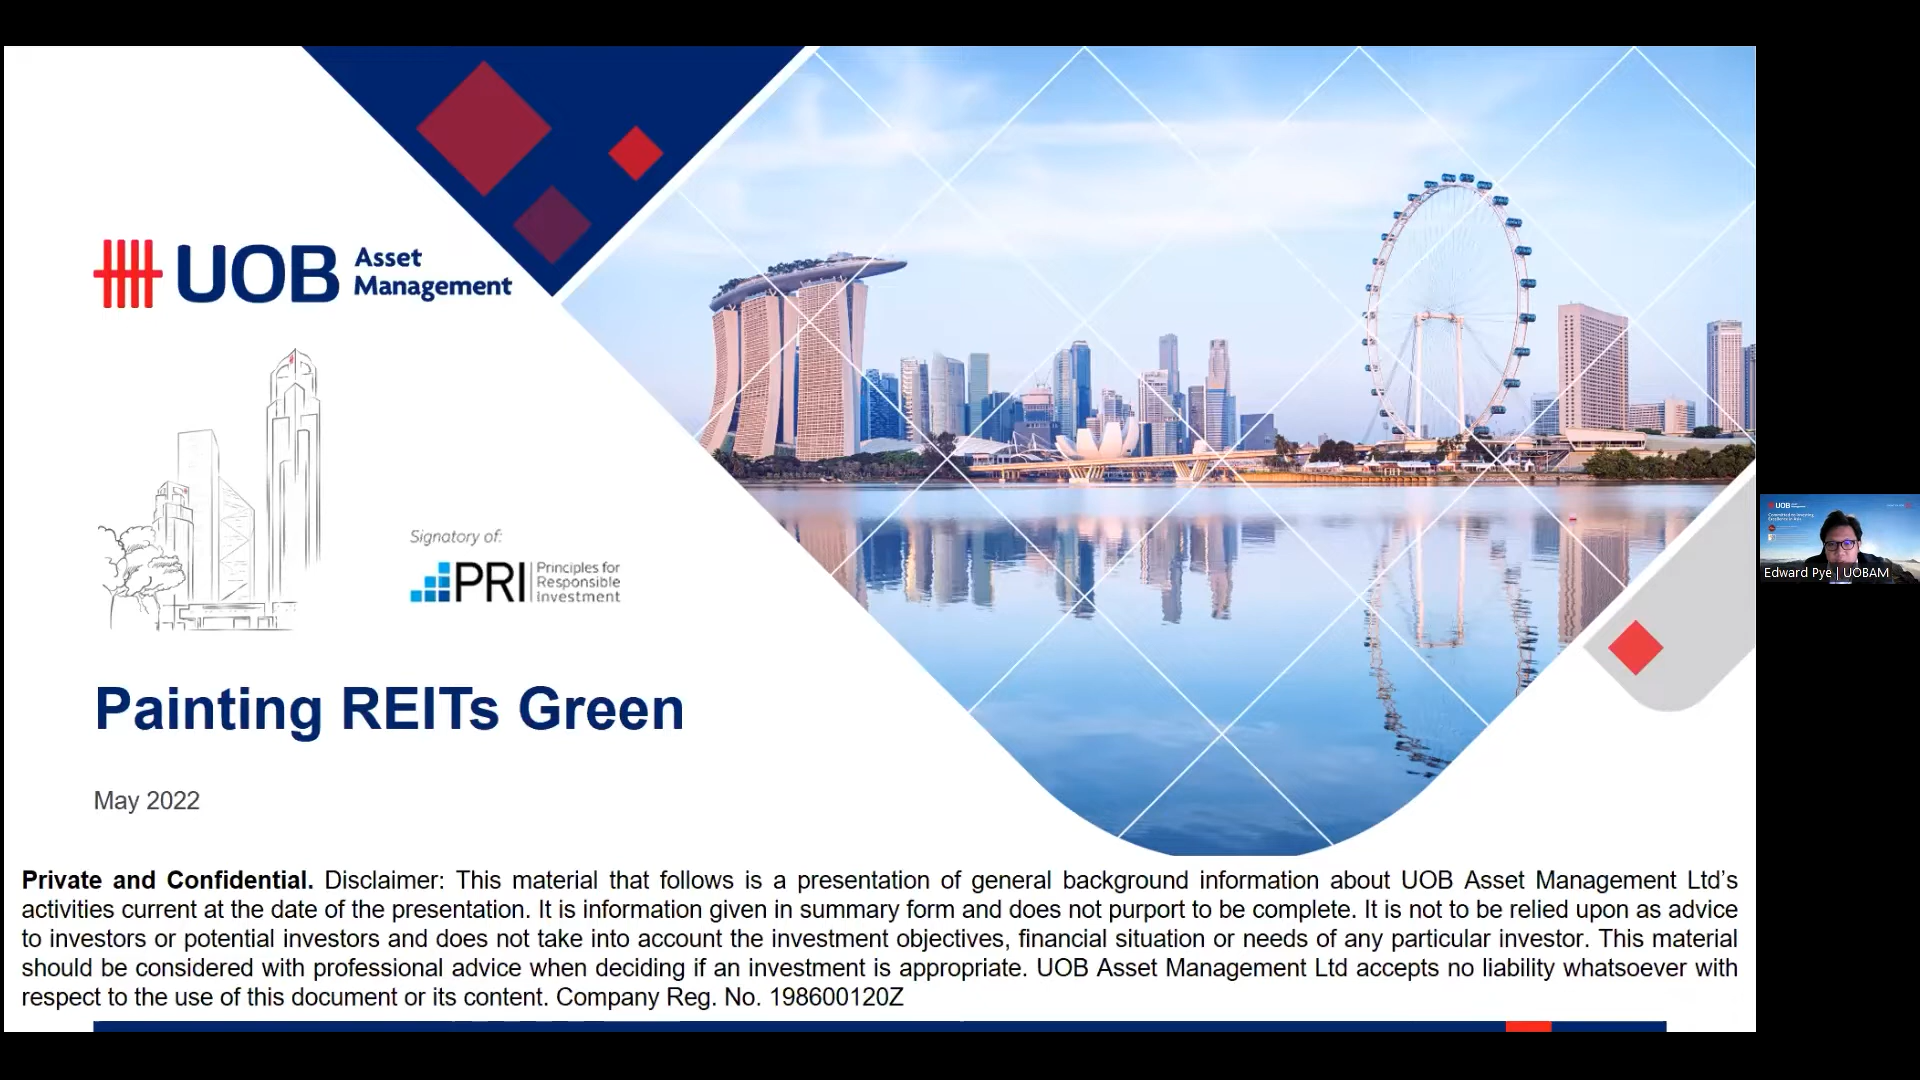 UOB Asset
Management
Signatory of:
PRI Principles for
Responsible
Investment
Painting REITs Green
May 2022
Private and Confidential. Disclaimer: This material that follows is a presentation of general background information about UOB Asset Management Ltd’s
activities current at the date of the presentation. It is information given in summary form and does not purport to be complete. It is not to be relied upon as advice
to investors or potential investors and does not take into account the investment objectives, financial situation or needs of any particular investor. This material
should be considered with professional advice when deciding if an investment is appropriate. UOB Asset Management Ltd accepts no liability whatsoever with
respect to the use of this document or its content. Company Reg. No. 198600120Z
UOB
Edward Pye | UOBAM